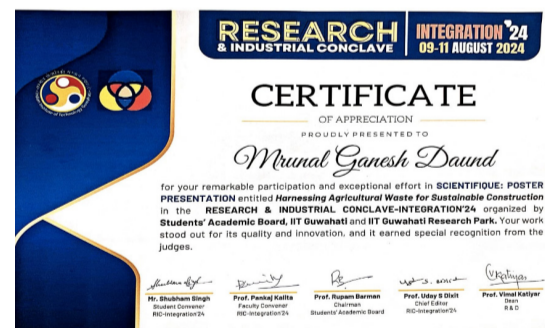 RESEARCH
& INDUSTRIAL CONCLAVE
INTEGRATION '24
09-11 AUGUST 2024
CERTIFICATE
OF APPRECIATION
PROUDLY PRESENTED TO
Mrunal Ganesh Daund
for your remarkable participation and exceptional effort in SCIENTIFIQUE: POSTER
PRESENTATION entitled Harnessing Agricultural Waste for Sustainable Construction
in the RESEARCH & INDUSTRIAL CONCLAVE-INTEGRATION'24 organized by
Students' Academic Board, IIT Guwahati and IIT Guwahati Research Park. Your work
stood out for its quality and innovation, and it earned special recognition from the
judges.
Mr. Shubham Singh
Student Convener
RIC-Integration'24
Prof. Pankaj Kalita
Faculty Convener
RIC-Integration'24
Prof. Rupam Barman
Chairman
Students' Academic Board
Prof. Uday S Dixit
Chief Editor
RIC-Integration'24
Prof. Vimal Katiyar
Dean
R & D